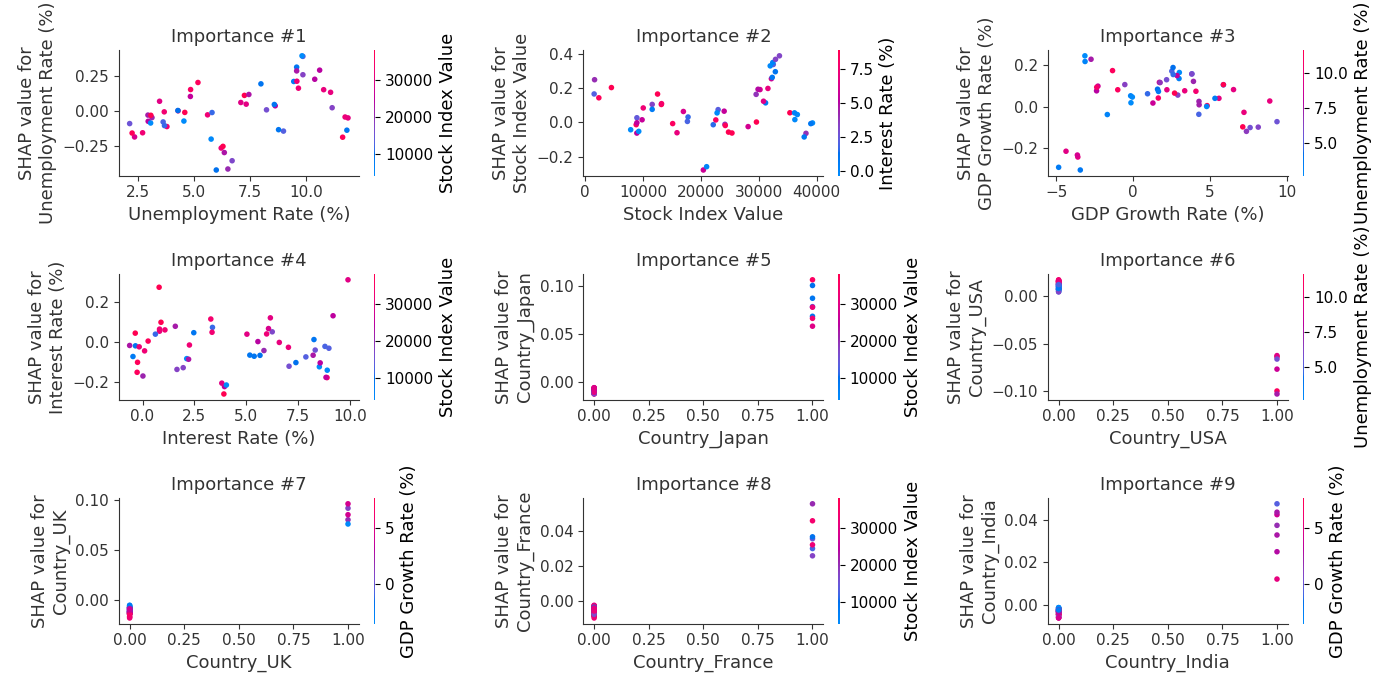 Importance #1
SHAP value for
Unemployment Rate (%)
0.25
0.00
−0.25
2.5 5.0 7.5 10.0
Unemployment Rate (%)
30000
20000
10000
Stock Index Value
Importance #2
SHAP value for
Stock Index Value
0.4
0.2
0.0
−0.2
0 10000 20000 30000 40000
Stock Index Value
7.5
5.0
2.5
0.0
Interest Rate (%)
Importance #3
SHAP value for
GDP Growth Rate (%)
0.2
0.0
−0.2
−5 0 5 10
GDP Growth Rate (%)
10.0
7.5
5.0
Unemployment Rate (%)
Importance #4
SHAP value for
Interest Rate (%)
0.2
0.0
−0.2
0.0 2.5 5.0 7.5 10.0
Interest Rate (%)
30000
20000
10000
Stock Index Value
Importance #5
SHAP value for
Country_Japan
0.10
0.05
0.00
0.00 0.25 0.50 0.75 1.00
Country_Japan
30000
20000
10000
Stock Index Value
Importance #6
SHAP value for
Country_USA
0.00
−0.05
−0.10
0.00 0.25 0.50 0.75 1.00
Country_USA
10.0
7.5
5.0
Unemployment Rate (%)
Importance #7
SHAP value for
Country_UK
0.10
0.05
0.00
0.00 0.25 0.50 0.75 1.00
Country_UK
5
0
GDP Growth Rate (%)
Importance #8
SHAP value for
Country_France
0.04
0.02
0.00
0.00 0.25 0.50 0.75 1.00
Country_France
30000
20000
10000
Stock Index Value
Importance #9
SHAP value for
Country_India
0.04
0.02
0.00
0.00 0.25 0.50 0.75 1.00
Country_India
5
0
GDP Growth Rate (%)